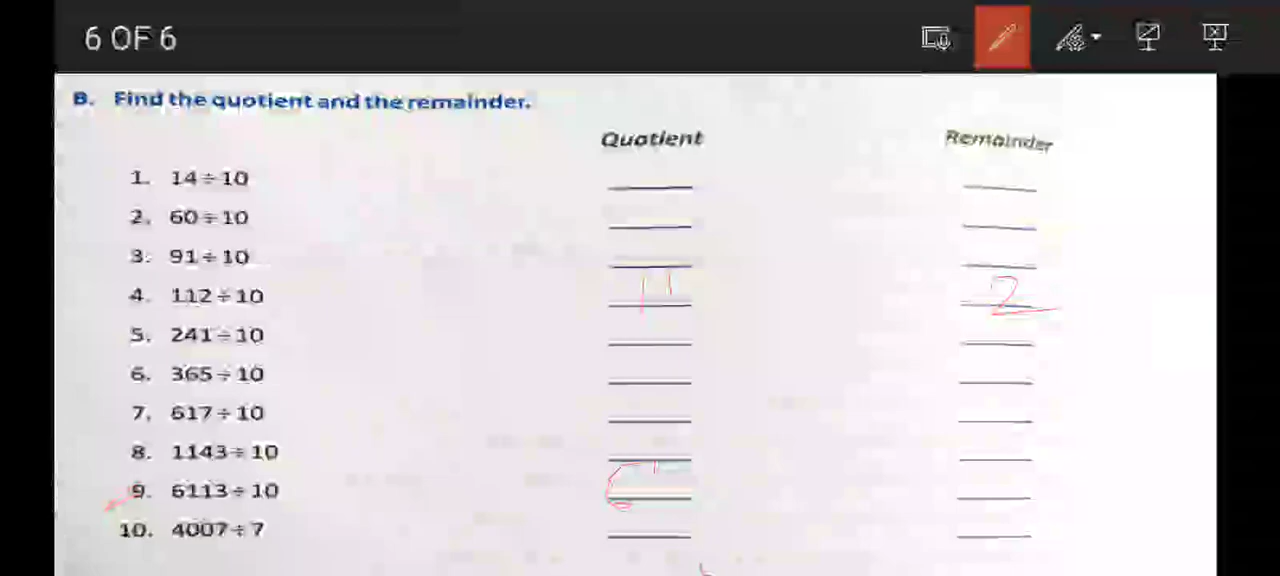 6 OF 6
B. Find the quotient and the remainder.
Quotient Remainder
1. 14 ÷ 10
2. 60 ÷ 10
3. 91 ÷ 10
4. 112 ÷ 10 11 2
5. 241 ÷ 10
6. 365 ÷ 10
7. 617 ÷ 10
8. 1143 ÷ 10
9. 6113 ÷ 10 61
10. 4007 ÷ 7